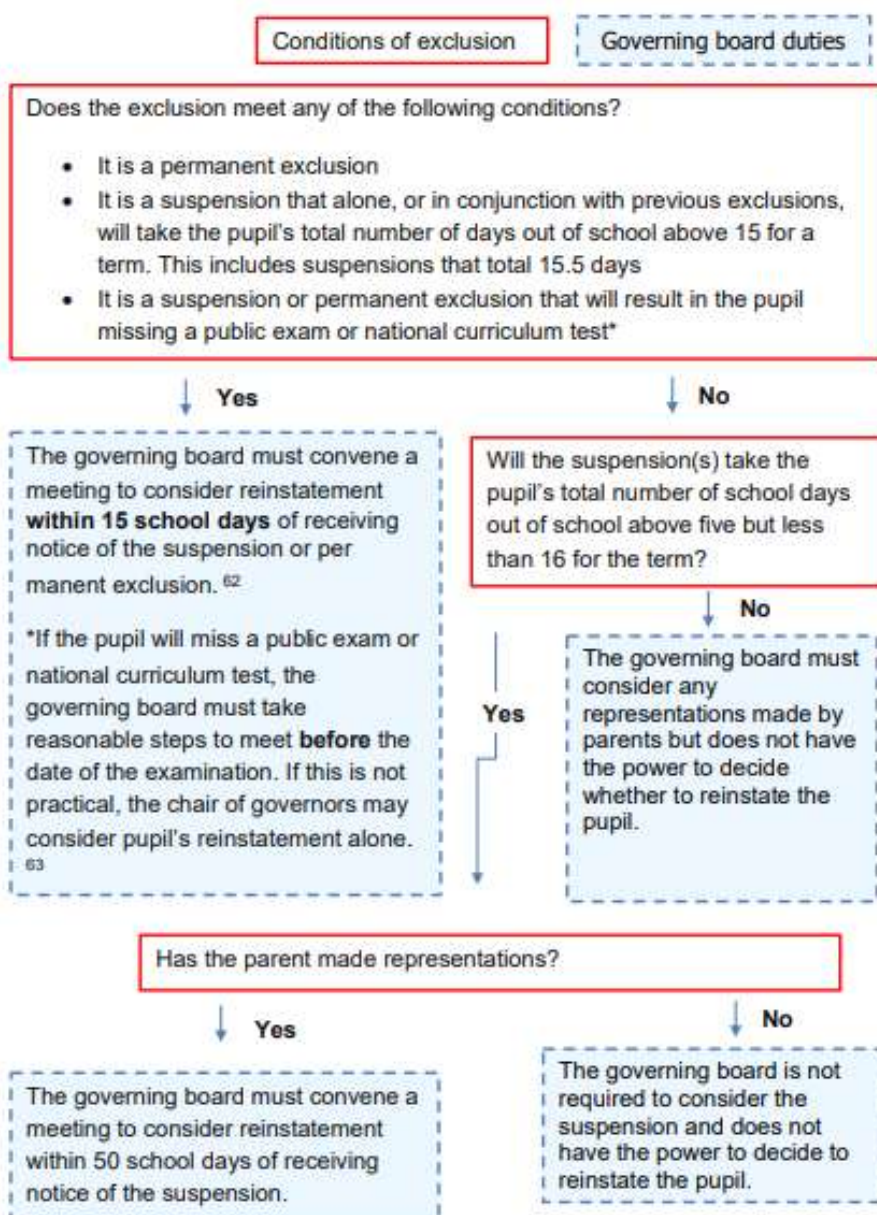 Conditions of exclusion
Governing board duties
Does the exclusion meet any of the following conditions?
• It is a permanent exclusion
• It is a suspension that alone, or in conjunction with previous exclusions,
will take the pupil's total number of days out of school above 15 for a
term. This includes suspensions that total 15.5 days
• It is a suspension or permanent exclusion that will result in the pupil
missing a public exam or national curriculum test*
Yes
No
The governing board must convene a
meeting to consider reinstatement
within 15 school days of receiving
notice of the suspension or per
manent exclusion. 62
*If the pupil will miss a public exam or
national curriculum test, the
governing board must take
reasonable steps to meet before the
date of the examination. If this is not
practical, the chair of governors may
consider pupil's reinstatement alone.
63
Will the suspension(s) take the
pupil's total number of school days
out of school above five but less
than 16 for the term?
No
Yes
The governing board must
consider any
representations made by
parents but does not have
the power to decide
whether to reinstate the
pupil.
Has the parent made representations?
Yes
No
The governing board must convene a
meeting to consider reinstatement
within 50 school days of receiving
notice of the suspension.
The governing board is not
required to consider the
suspension and does not
have the power to decide to
reinstate the pupil.